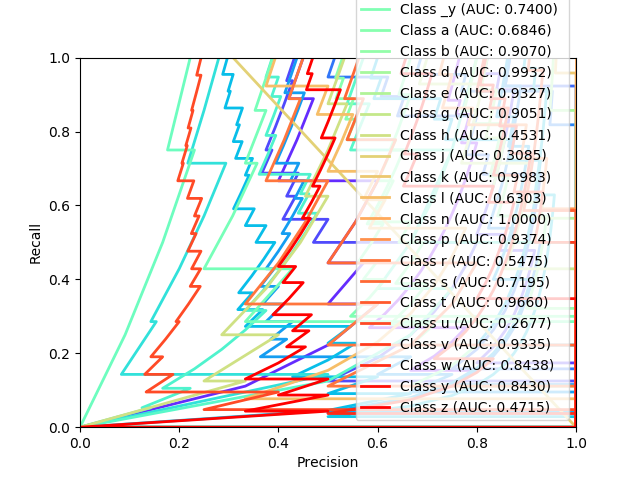 Class _y (AUC: 0.7400)
Class a (AUC: 0.6846)
Class b (AUC: 0.9070)
Class d (AUC: 0.9932)
Class e (AUC: 0.8927)
Class g (AUC: 0.9051)
Class h (AUC: 0.4531)
Class j (AUC: 0.3085)
Class k (AUC: 0.9983)
Class l (AUC: 0.6303)
Class n (AUC: 1.0000)
Class p (AUC: 0.9374)
Class r (AUC: 0.5475)
Class s (AUC: 0.7195)
Class t (AUC: 0.9660)
Class u (AUC: 0.2677)
Class v (AUC: 0.9335)
Class w (AUC: 0.8438)
Class y (AUC: 0.8430)
Class z (AUC: 0.4715)
1.0
0.8
0.6
0.4
0.2
0.0
Recall
0.0 0.2 0.4 0.6 0.8 1.0
Precision